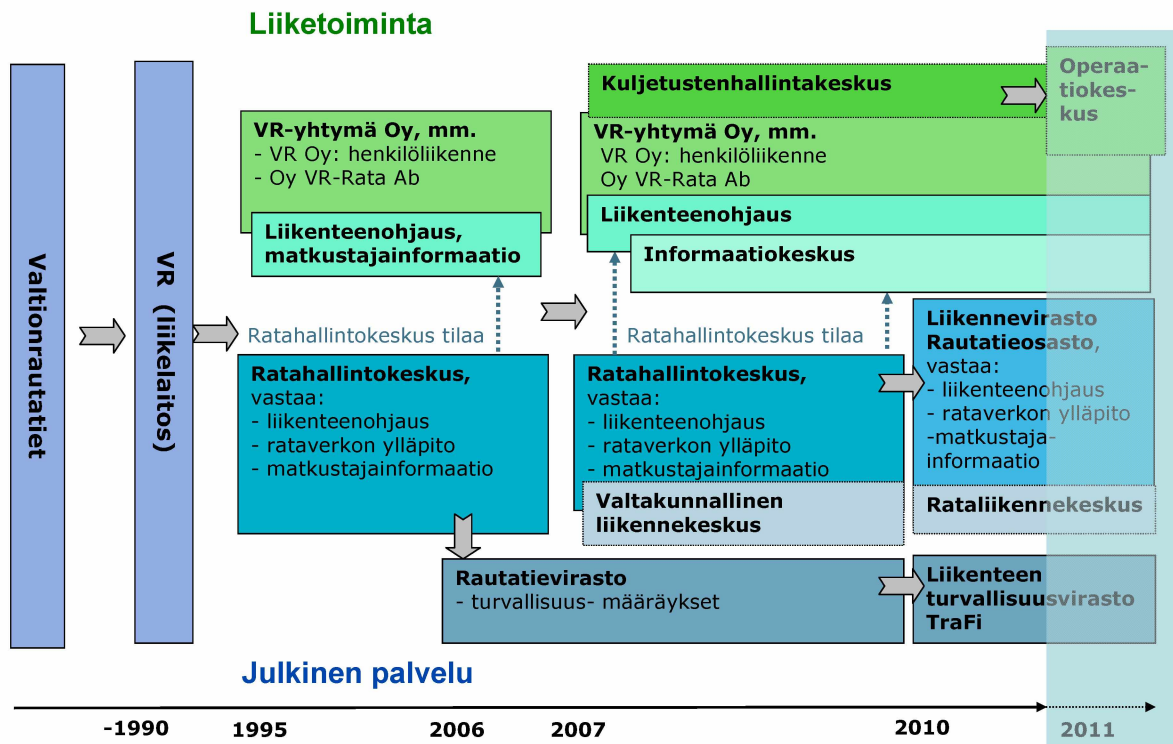 Liiketoiminta
Valtionrautatiet
VR (liikelaitos)
VR-yhtymä Oy, mm.
- VR Oy: henkilöliikenne
- Oy VR-Rata Ab
Liikenteenohjaus,
matkustajainformaatio
Ratahallintokeskus tilaa
Ratahallintokeskus,
vastaa:
- liikenteenohjaus
- rataverkon ylläpito
- matkustajainformaatio
Kuljetustenhallintakeskus
Operaa-
tiokes-
kus
VR-yhtymä Oy, mm.
VR Oy: henkilöliikenne
Oy VR-Rata Ab
Liikenteenohjaus
Informaatiokeskus
Ratahallintokeskus tilaa
Ratahallintokeskus,
vastaa:
- liikenteenohjaus
- rataverkon ylläpito
- matkustajainformaatio
Valtakunnallinen
liikennekeskus
Liikennevirasto
Rautatieosasto,
vastaa:
- liikenteenohjaus
- rataverkon ylläpito
-matkustaja-
informaatio
Rataliikennekeskus
Rautatievirasto
- turvallisuus- määräykset
Liikenteen
turvallisuusvirasto
TraFi
Julkinen palvelu
-1990
1995
2006
2007
2010
2011